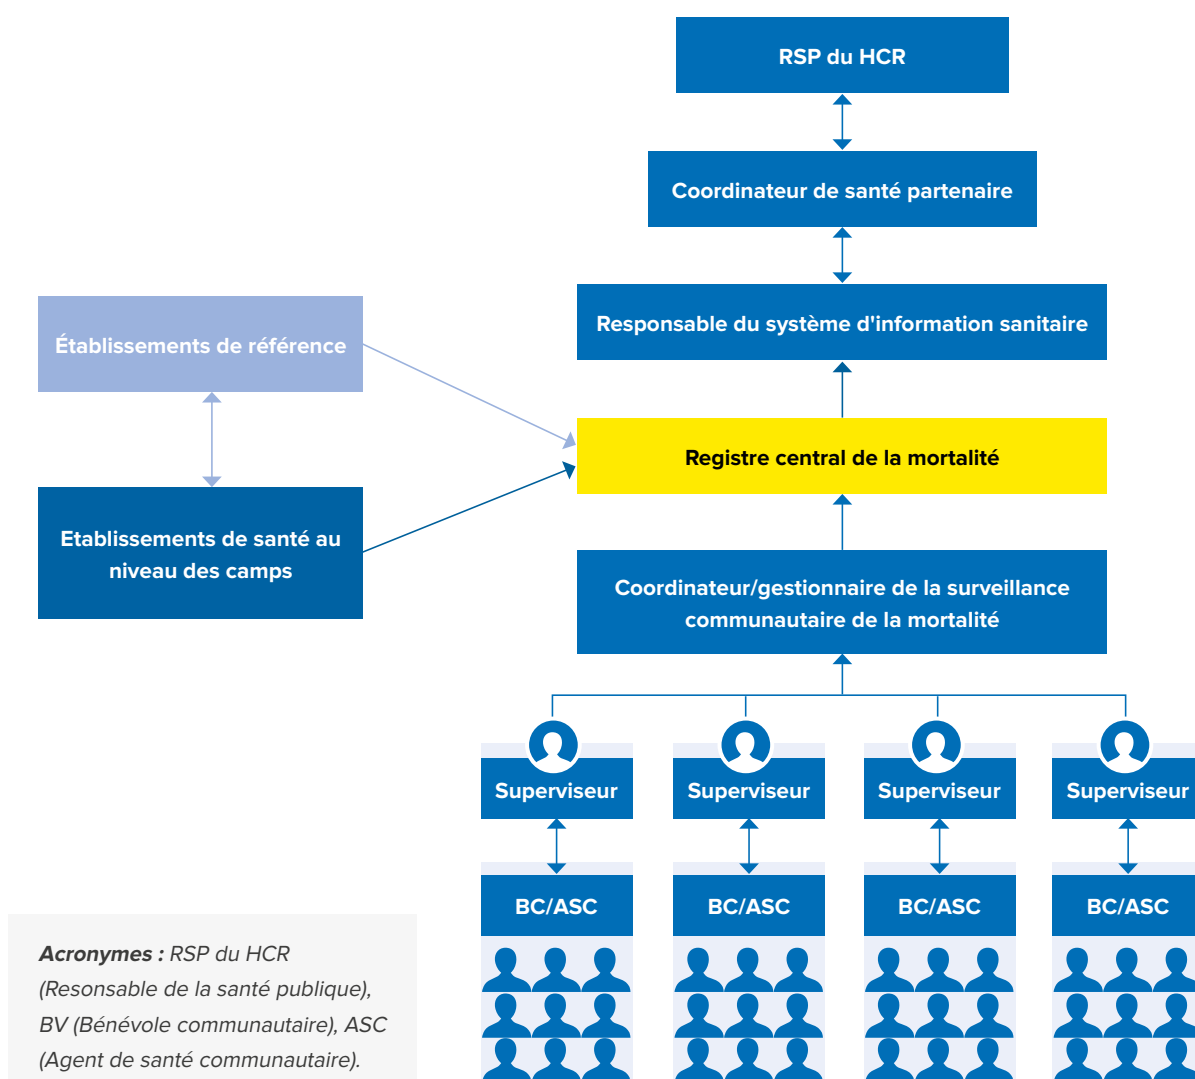 RSP du HCR
Coordinateur de santé partenaire
Responsable du système d'information sanitaire
Établissements de référence
Registre central de la mortalité
Etablissements de santé au
niveau des camps
Coordinateur/gestionnaire de la surveillance
communautaire de la mortalité
Superviseur
Superviseur
Superviseur
Superviseur
BC/ASC
BC/ASC
BC/ASC
BC/ASC
Acronymes : RSP du HCR
(Resonsable de la santé publique),
BV (Bénévole communautaire), ASC
(Agent de santé communautaire).